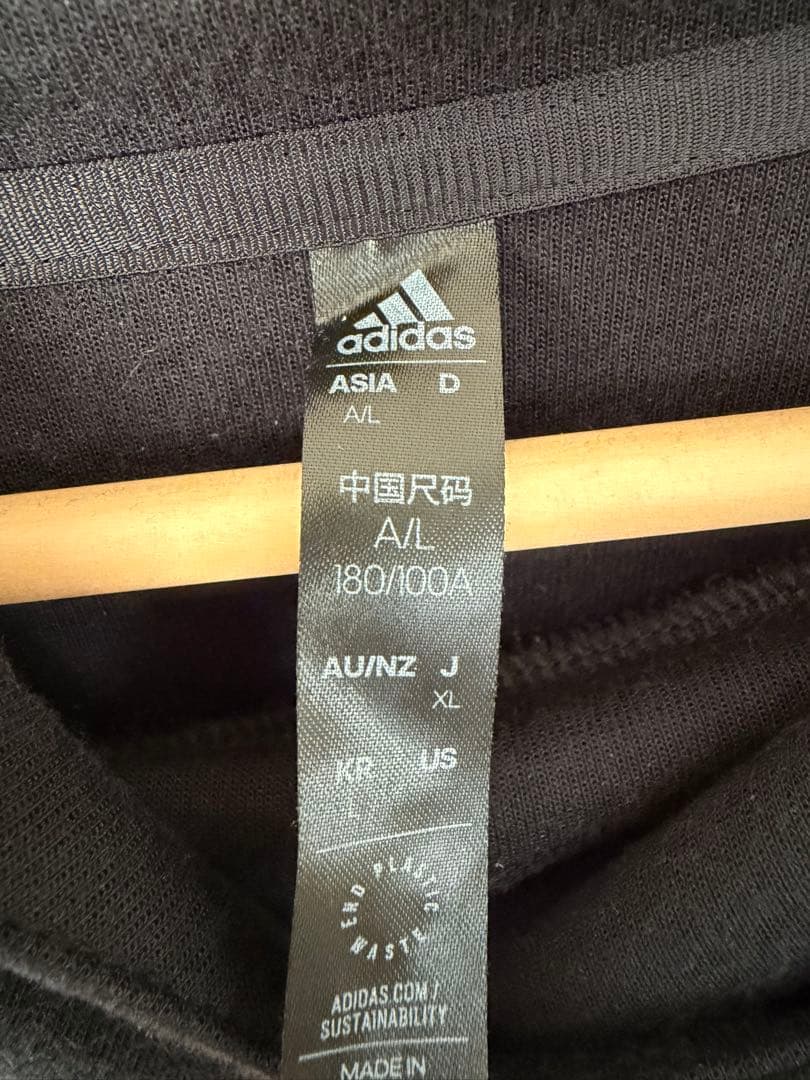 adidas
ASIA D
A/L
中国尺码
A/L
180/100A
AU/NZ J
XL
KR US
L
END PLASTIC WASTE
ADIDAS.COM/
SUSTAINABILITY
MADE IN